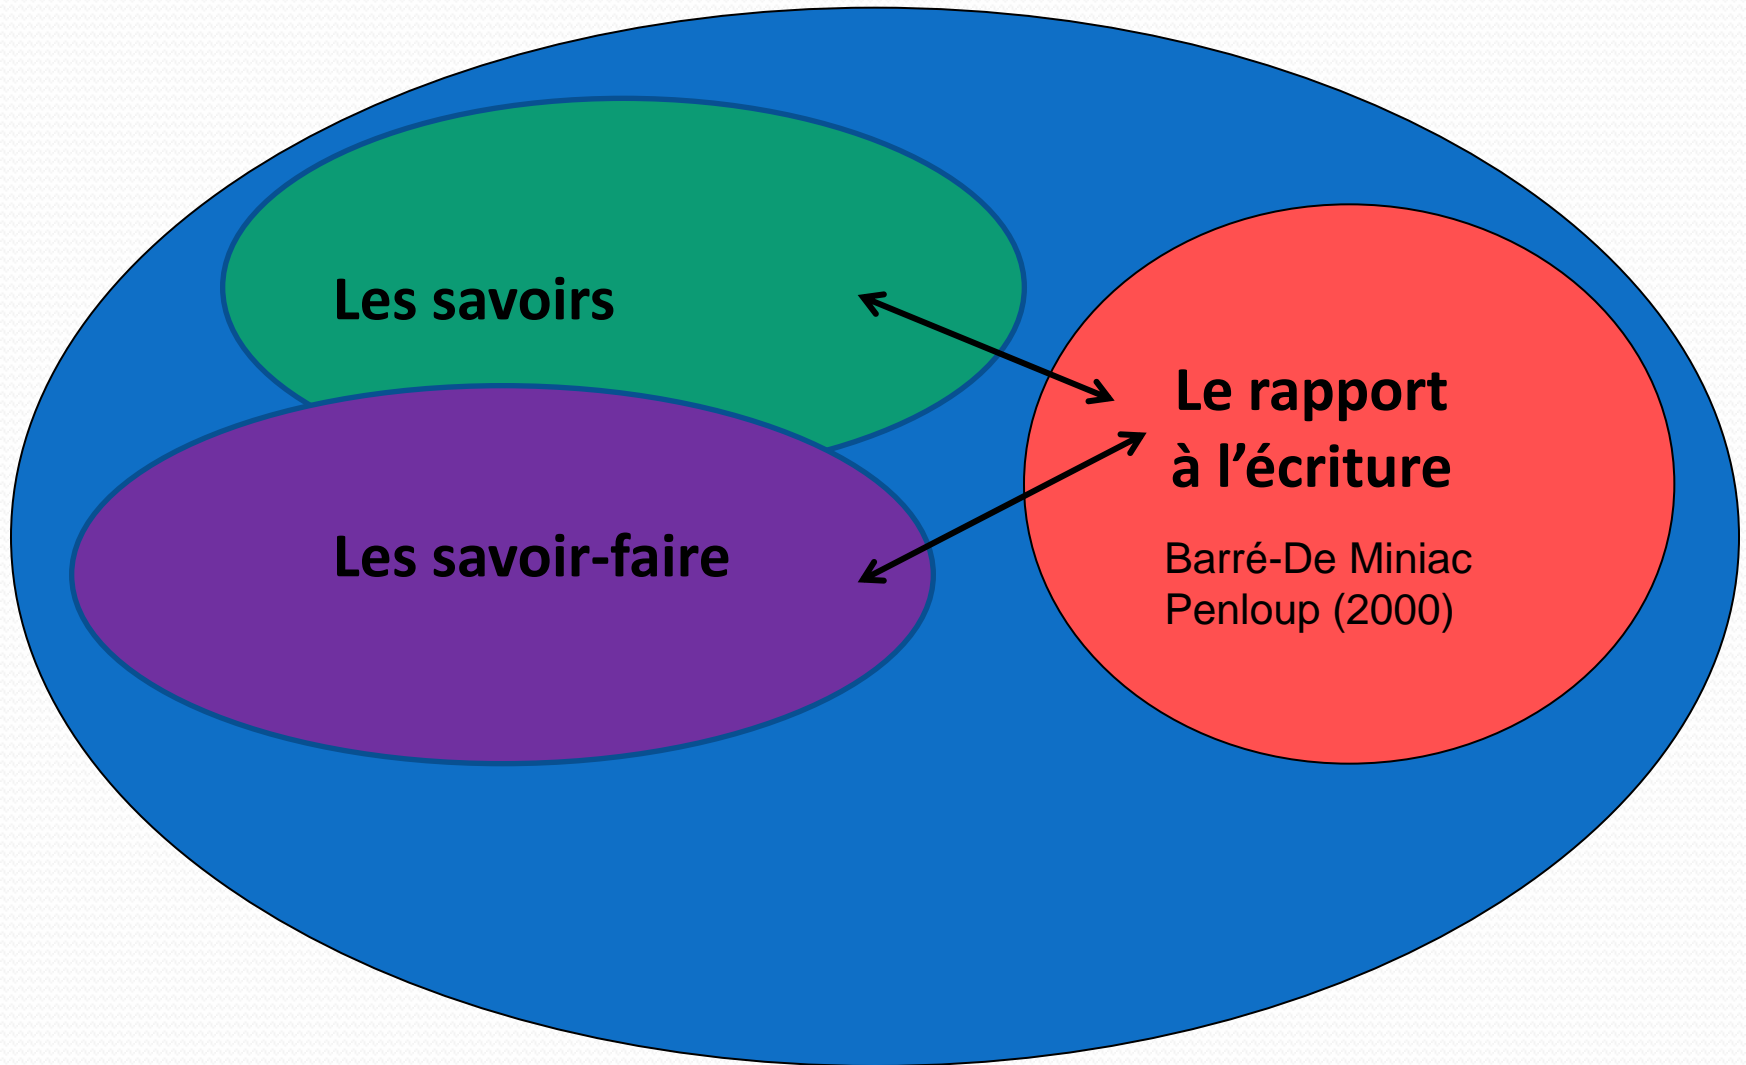 Les savoirs
Le rapport
à l’écriture
Les savoir-faire
Barré-De Miniac
Penloup (2000)